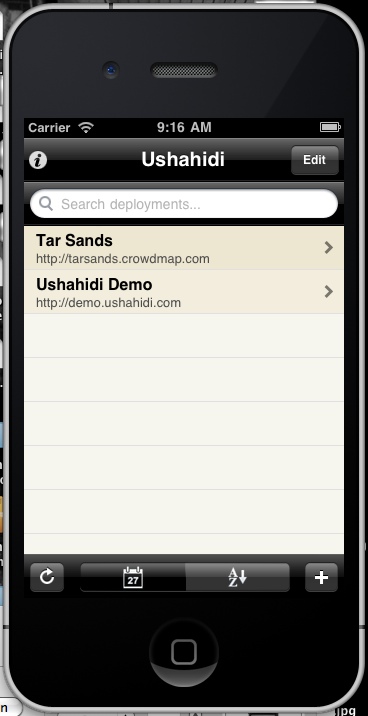 Carrier 9:16 AM
Ushahidi
Edit
Search deployments...
Tar Sands
http://tarsands.crowdmap.com
Ushahidi Demo
http://demo.ushahidi.com
27
A
Z
n
jpg